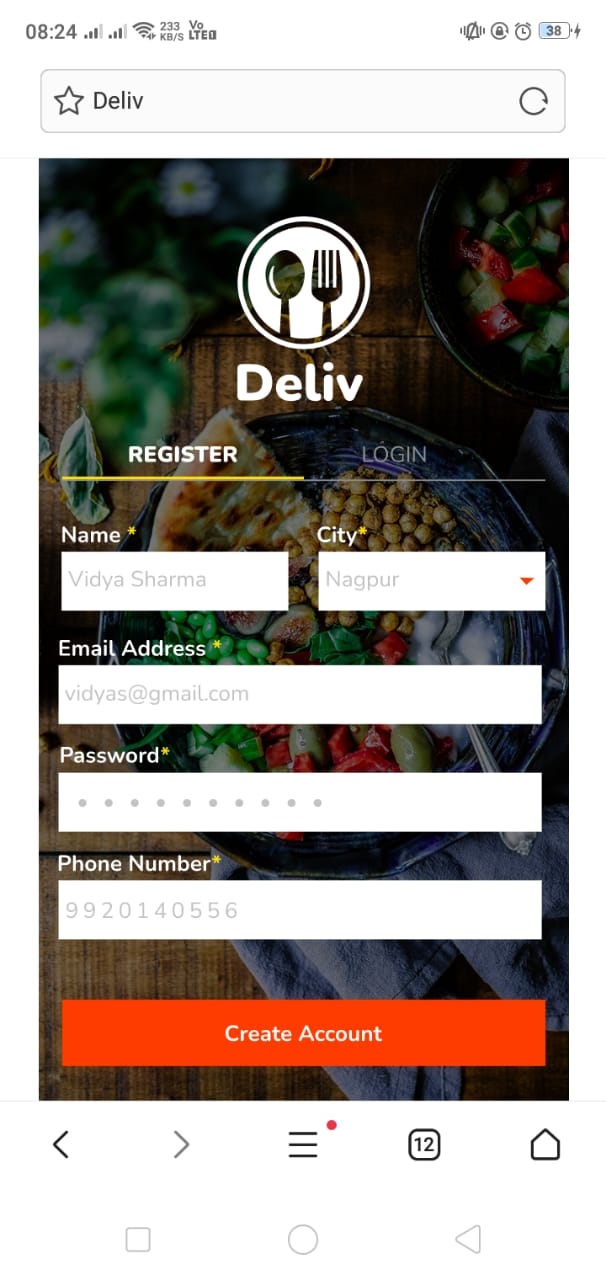 08:24 233 KB/S Vo LTE 38
Deliv
Deliv
REGISTER LOGIN
Name * City*
Vidya Sharma Nagpur
Email Address *
vidyas@gmail.com
Password*
Phone Number*
9920140556
Create Account
12